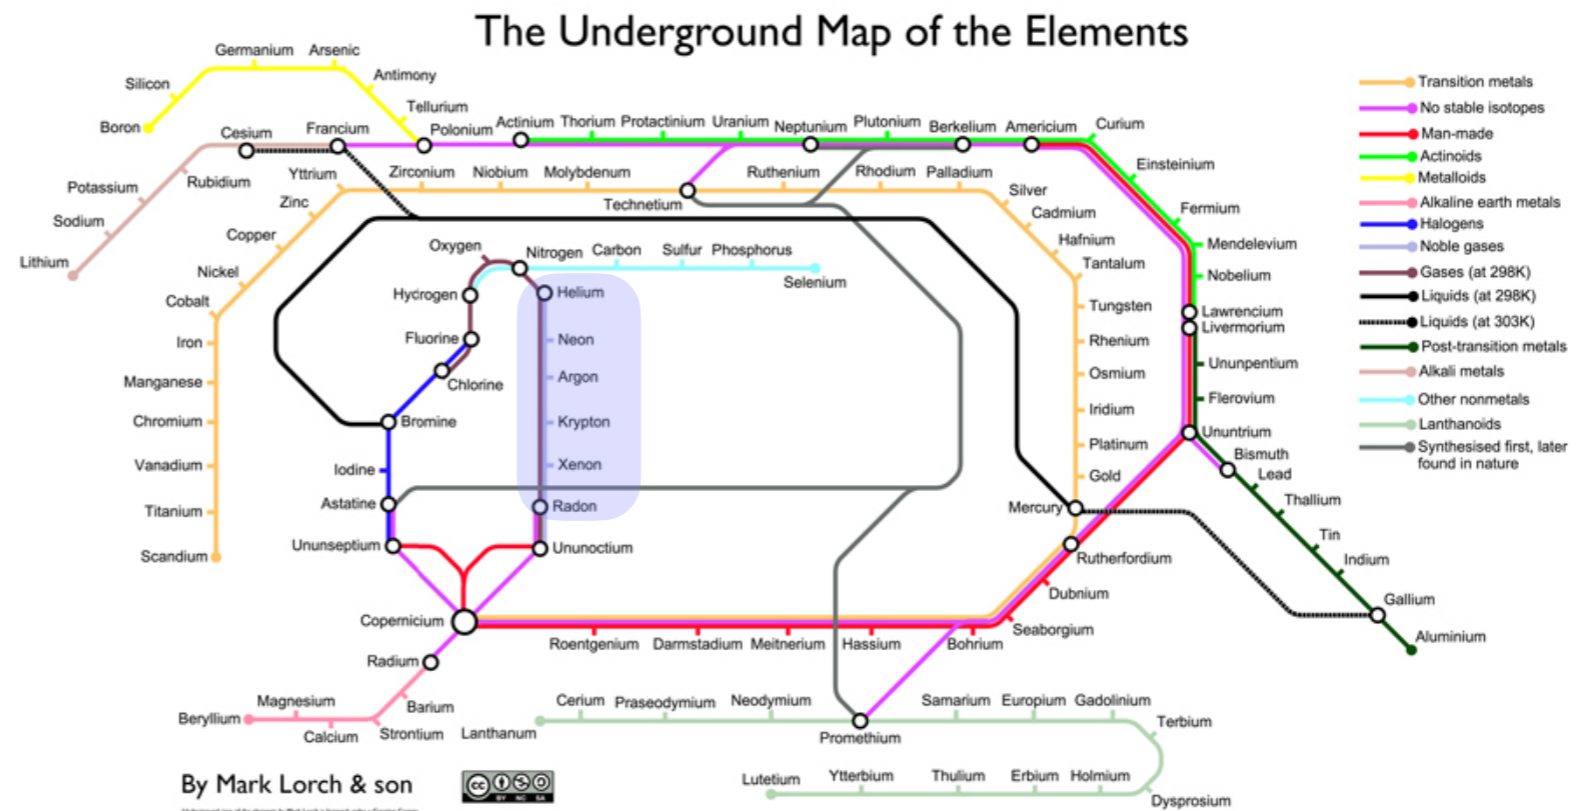 The Underground Map of the Elements
Germanium
Arsenic
Silicon
Antimony
Tellurium
Boron
Cesium
Francium
Polonium
Actinium
Thorium
Protactinium
Uranium
Neptunium
Plutonium
Berkelium
Americium
Curium
Einsteinium
Fermium
Mendelevium
Nobelium
Lawrencium
Livermorium
Ununpentium
Flerovium
Ununtrium
Bismuth
Lead
Thallium
Tin
Indium
Gallium
Aluminium
Rubidium
Potassium
Sodium
Lithium
Yttrium
Zirconium
Niobium
Molybdenum
Technetium
Ruthenium
Rhodium
Palladium
Silver
Cadmium
Hafnium
Tantalum
Tungsten
Rhenium
Osmium
Iridium
Platinum
Gold
Mercury
Rutherfordium
Dubnium
Seaborgium
Bohrium
Hassium
Meitnerium
Darmstadium
Roentgenium
Copernicium
Zinc
Copper
Nickel
Cobalt
Iron
Manganese
Chromium
Vanadium
Titanium
Scandium
Oxygen
Nitrogen
Carbon
Sulfur
Phosphorus
Selenium
Hydrogen
Fluorine
Chlorine
Bromine
Iodine
Astatine
Ununseptium
Helium
Neon
Argon
Krypton
Xenon
Radon
Ununoctium
Radium
Barium
Strontium
Calcium
Magnesium
Beryllium
Lanthanum
Cerium
Praseodymium
Neodymium
Promethium
Samarium
Europium
Gadolinium
Terbium
Dysprosium
Holmium
Erbium
Thulium
Ytterbium
Lutetium
Transition metals
No stable isotopes
Man-made
Actinoids
Metalloids
Alkaline earth metals
Halogens
Noble gases
Gases (at 298K)
Liquids (at 298K)
Liquids (at 303K)
Post-transition metals
Alkali metals
Other nonmetals
Lanthanoids
Synthesised first, later
found in nature
By Mark Lorch & son
cc
BY NC SA